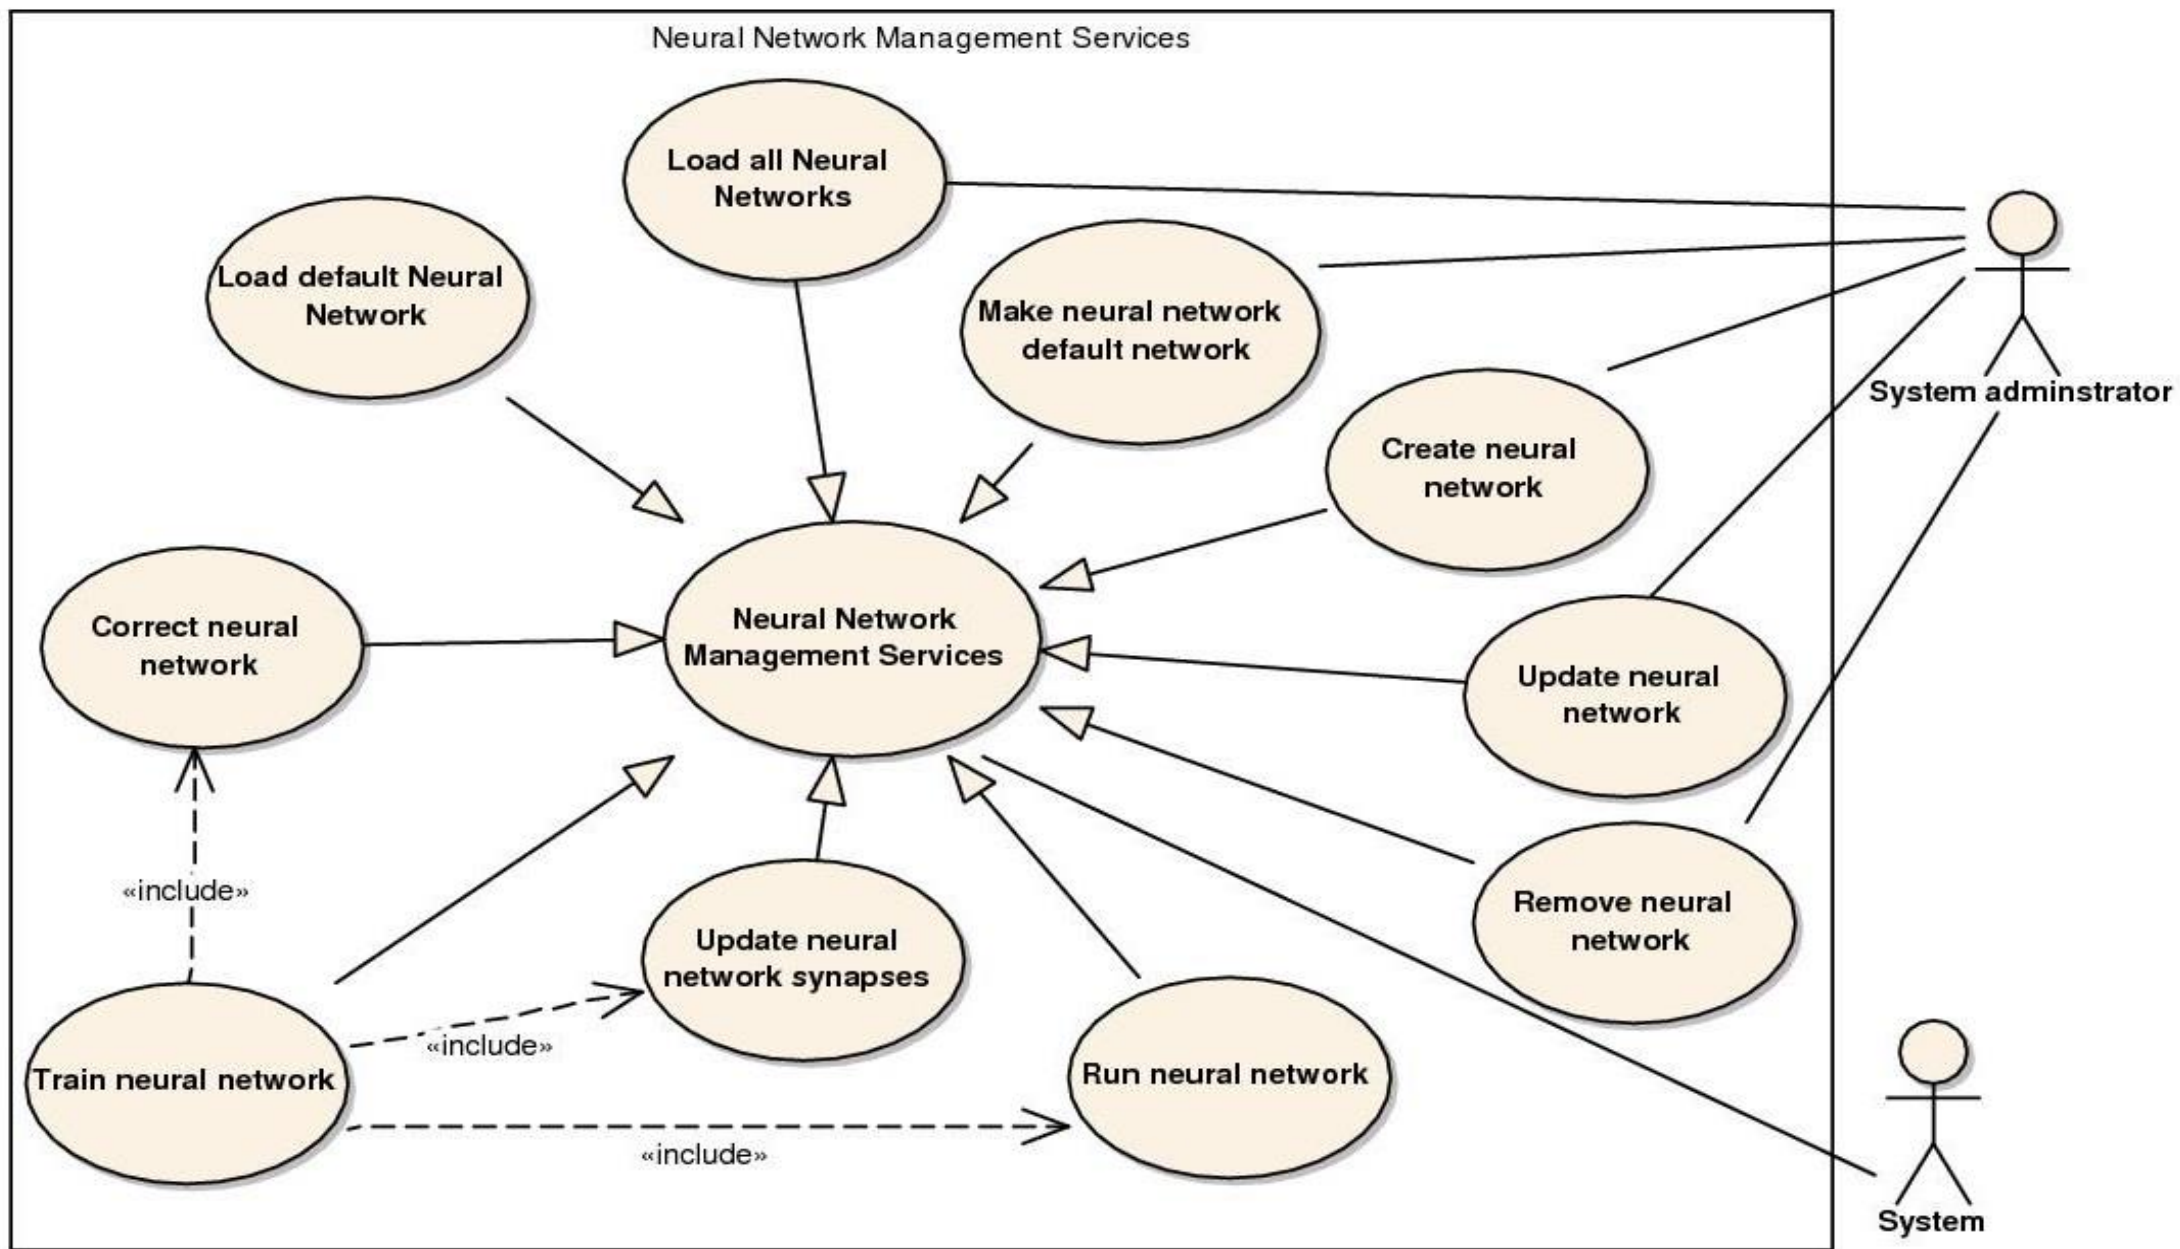 Neural Network Management Services
Load all Neural
Networks
Load default Neural
Network
Make neural network
default network
System adminstrator
Create neural
network
Correct neural
network
Neural Network
Management Services
Update neural
network
«include»
Remove neural
network
Update neural
network synapses
«include»
Train neural network
Run neural network
«include»
System